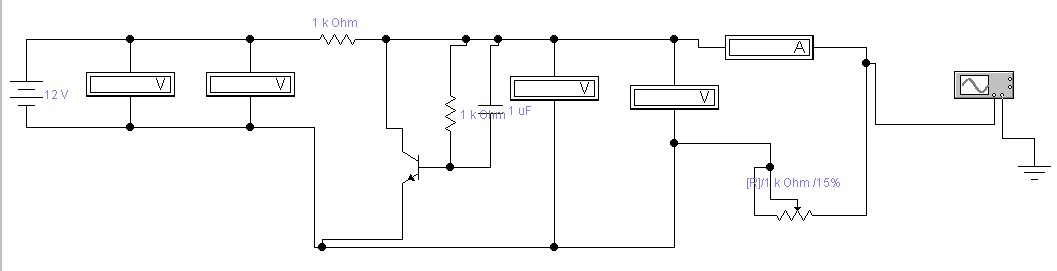 1 k Ohm
A
V
V
V
V
12 V
1 k Ohm
1 uF
[R]/1 k Ohm /15%